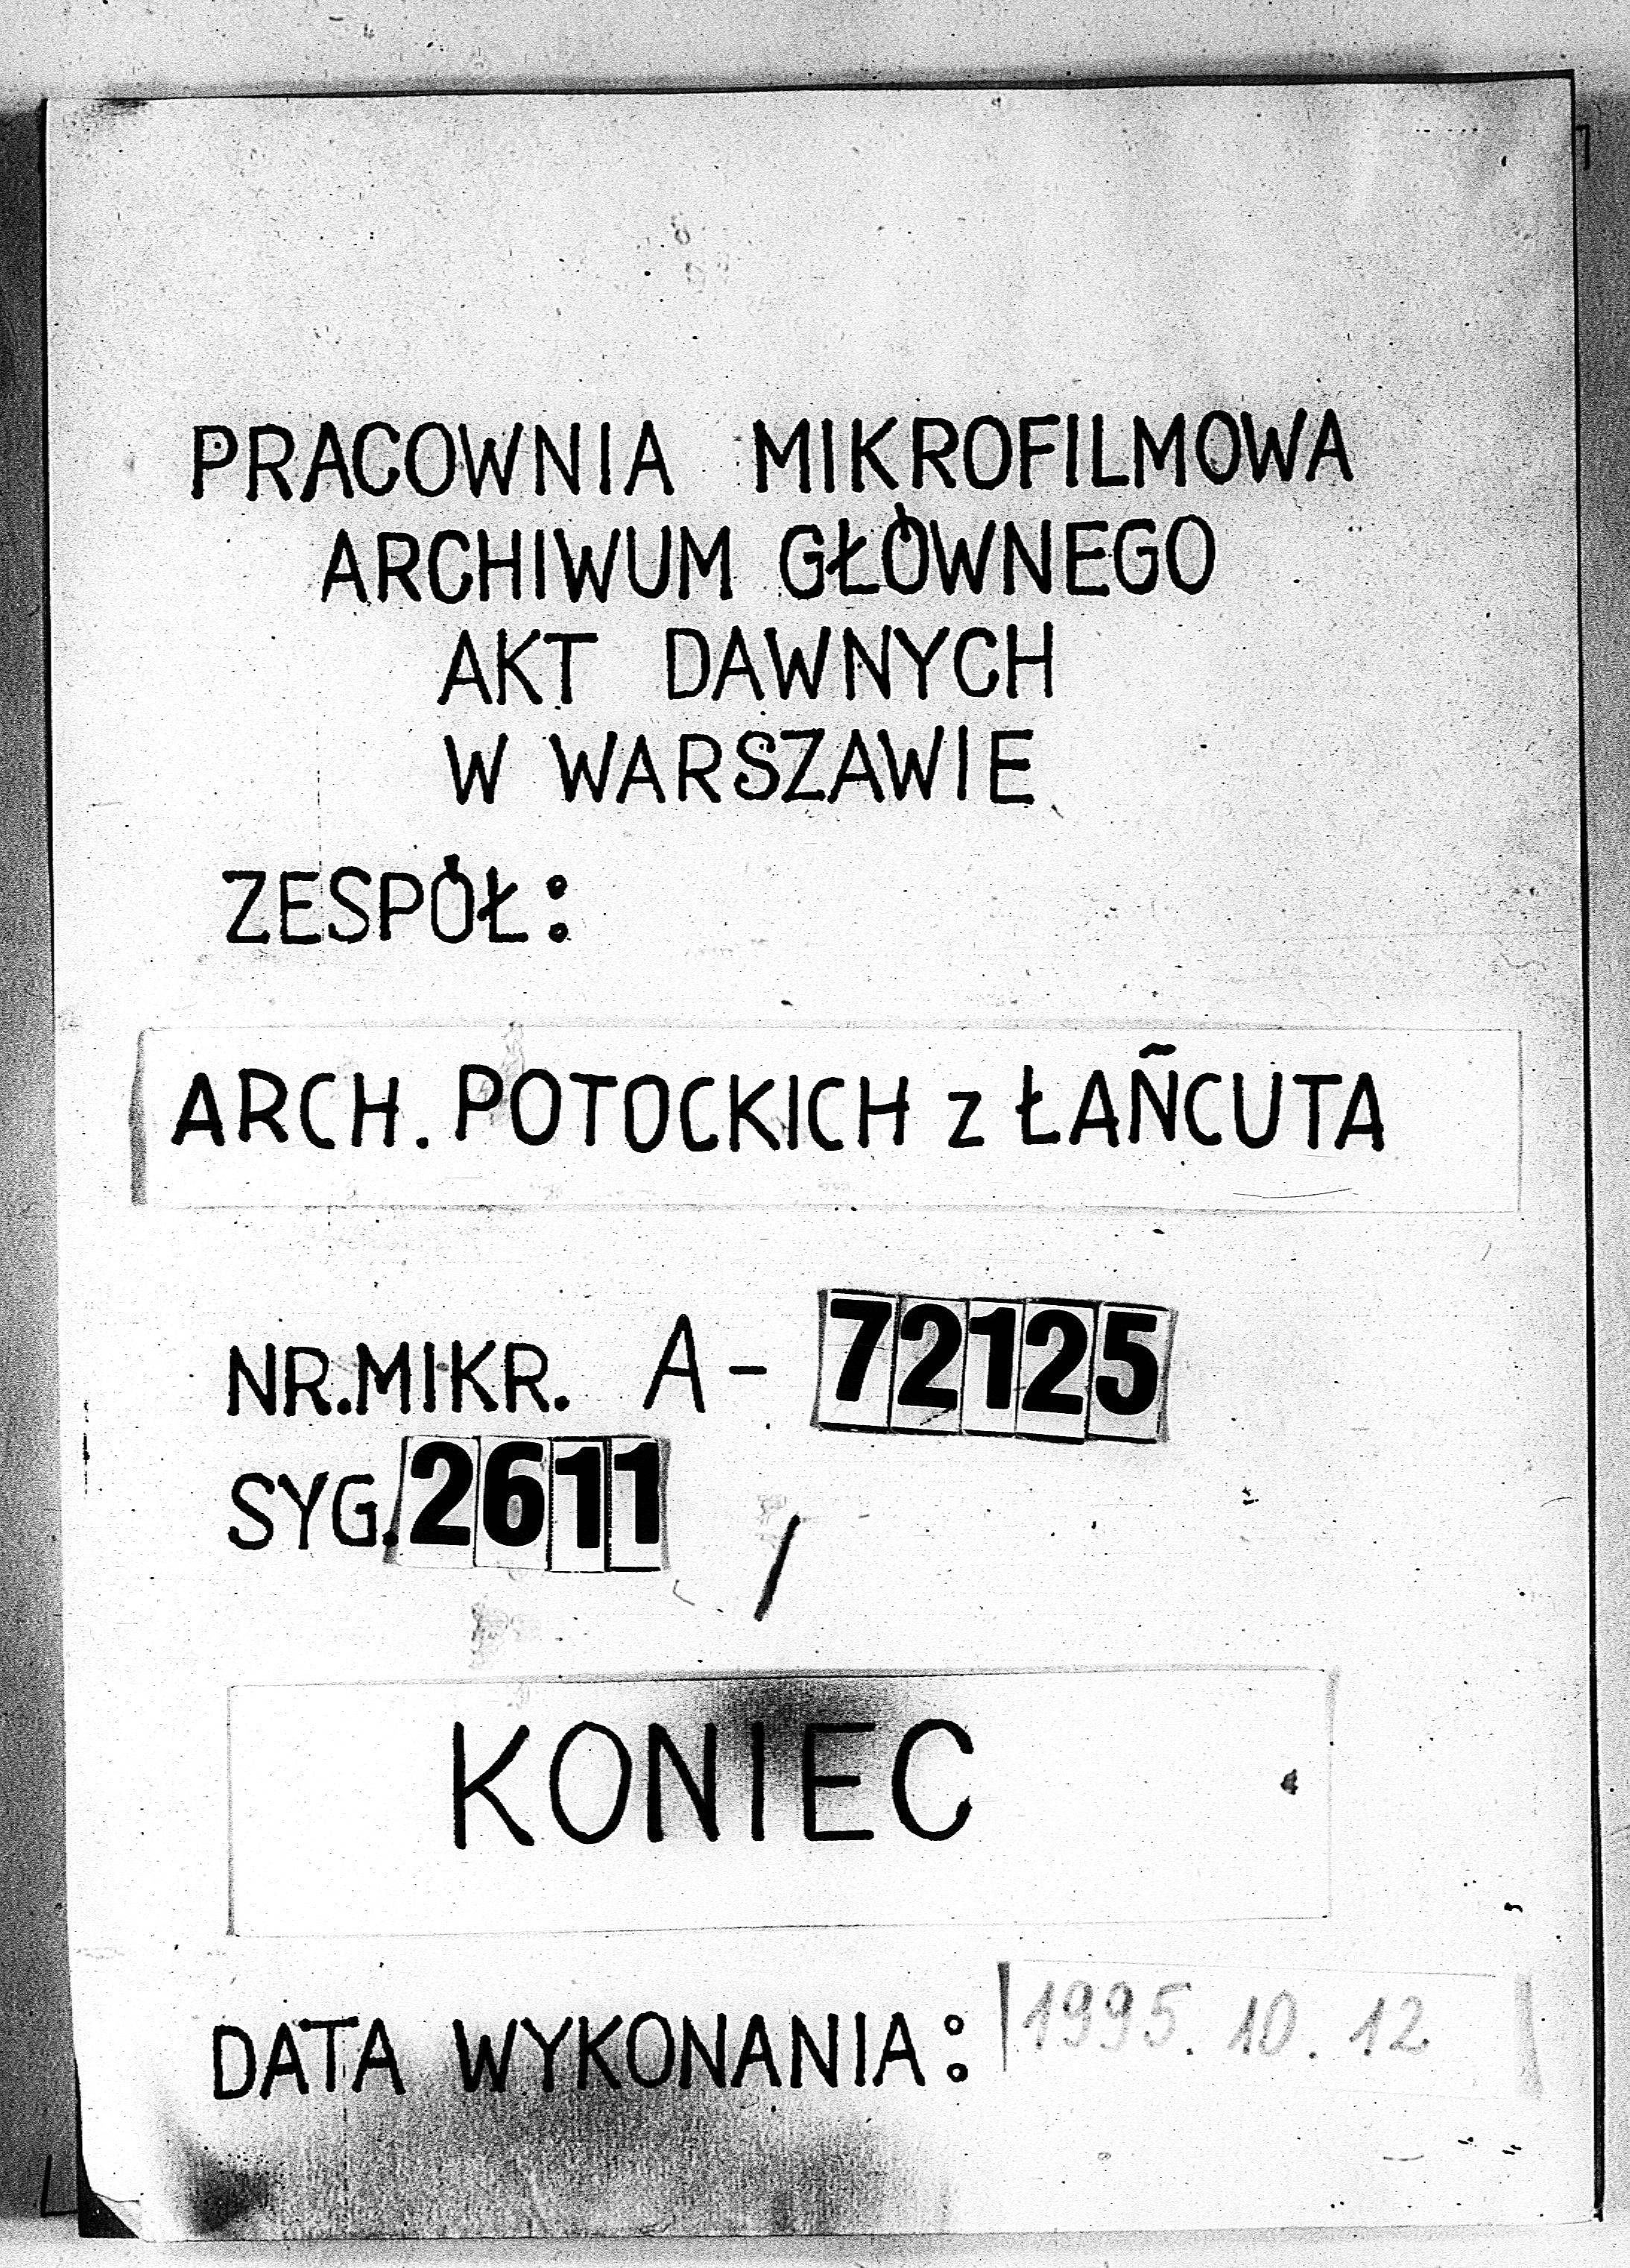 PRACOWNIA MIKROFILMOWA
ARCHIWUM GŁÓWNEGO
AKT DAWNYCH
W WARSZAWIE
ZESPÓŁ:
ARCH. POTOCKICH z ŁAŃCUTA
NR.MIKR. A- 72125
SYG. 2611 /
KONIEC
DATA WYKONANIA: 1995. 10. 12